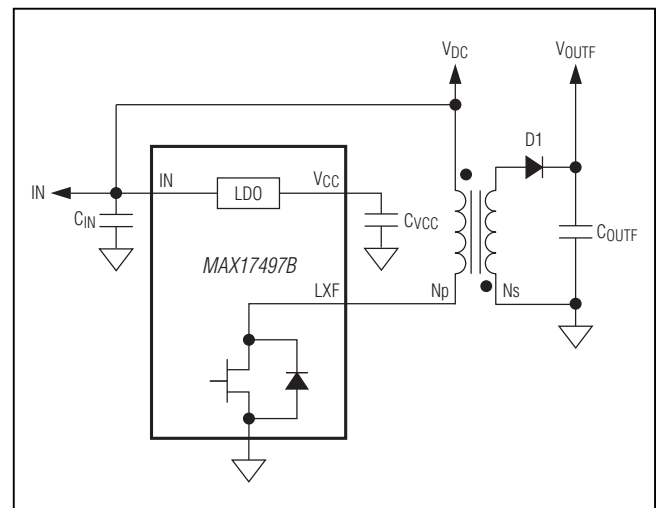 VDC
VOUTF
D1
IN
IN
LDO
VCC
CIN
CVCC
COUTF
MAX17497B
LXF
Np
Ns